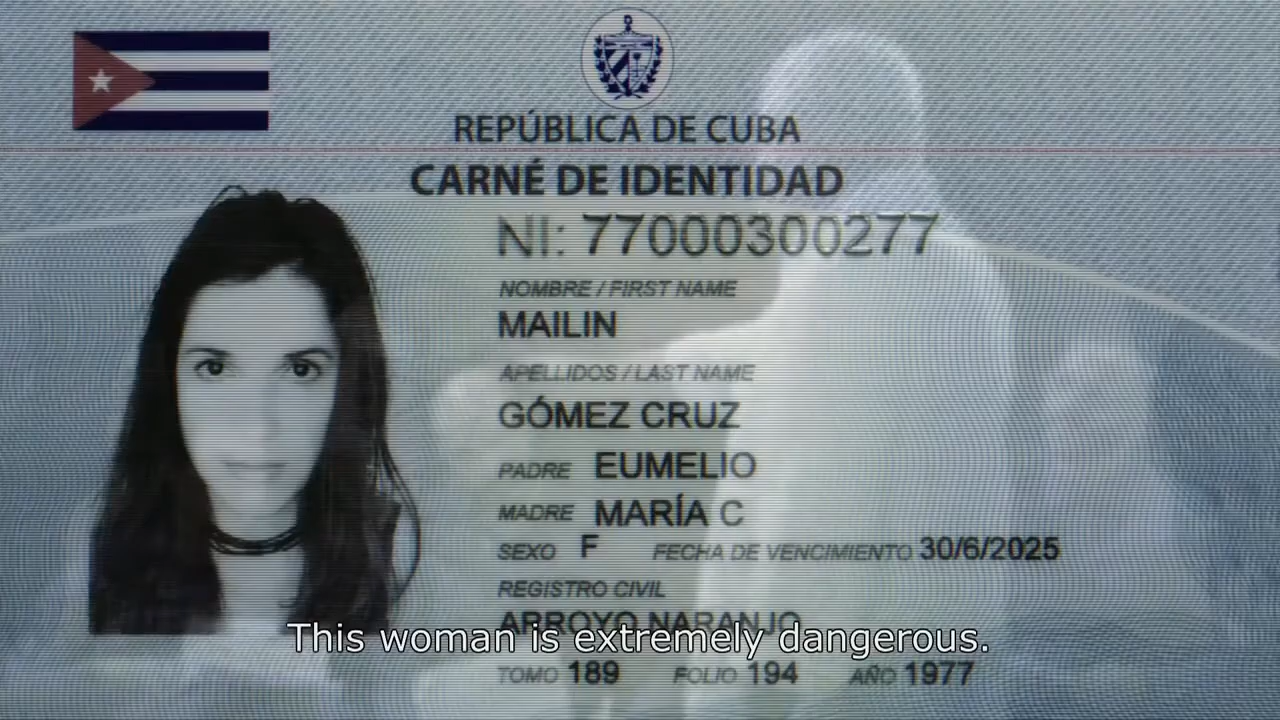 REPÚBLICA DE CUBA
CARNÉ DE IDENTIDAD
NI: 77000300277
NOMBRE / FIRST NAME
MAILIN
APELLIDOS / LAST NAME
GÓMEZ CRUZ
PADRE EUMELIO
MADRE MARÍA C
SEXO F FECHA DE VENCIMIENTO 30/6/2025
REGISTRO CIVIL
ARROYO NARANJO
This woman is extremely dangerous.
TOMO 189 FOLIO 194 AÑO 1977